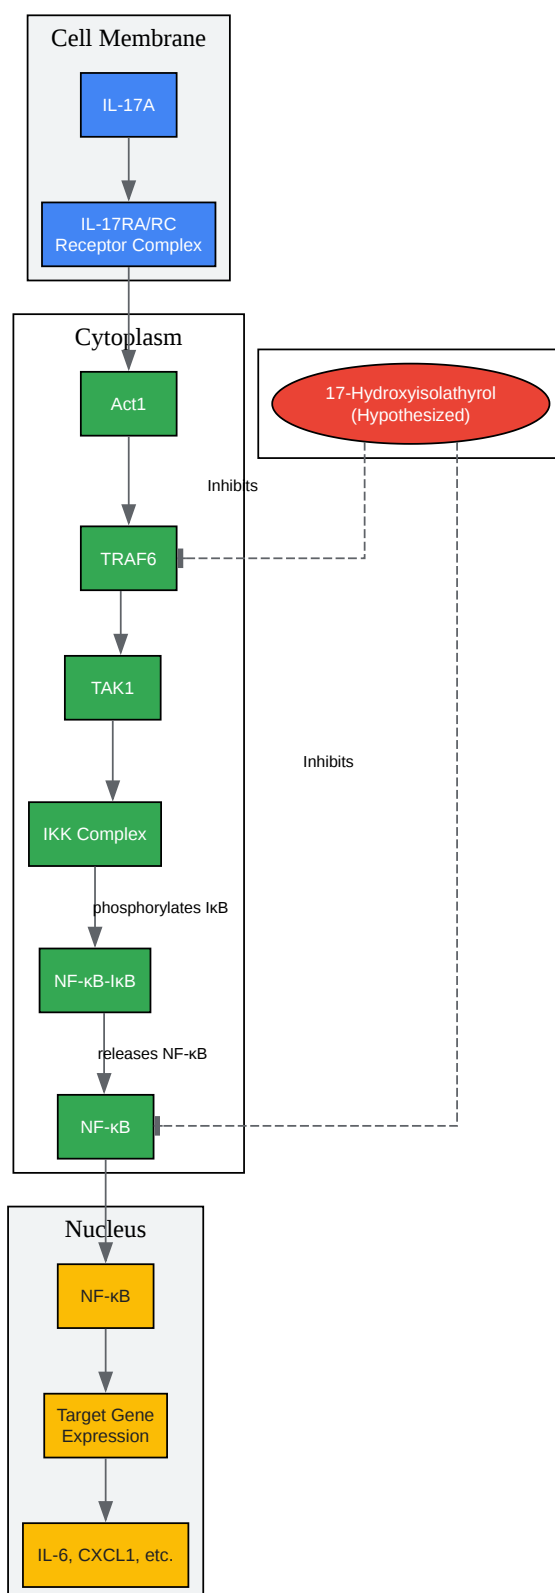 Cell Membrane
IL-17A
IL-17RA/RC
Receptor Complex
Cytoplasm
Act1
17-Hydroxyisolathyrol
(Hypothesized)
Inhibits
TRAF6
TAK1
Inhibits
IKK Complex
phosphorylates IκB
NF-κB-IκB
releases NF-κB
NF-κB
Nucleus
NF-κB
Target Gene
Expression
IL-6, CXCL1, etc.